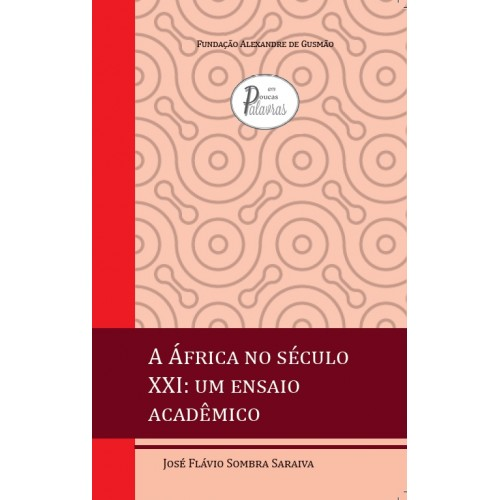 Fundação Alexandre de Gusmão
em
Poucas
Palavras
A África no século
XXI: um ensaio
acadêmico
José Flávio Sombra Saraiva